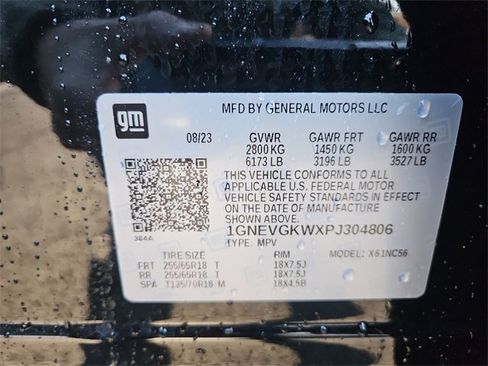 gm
MFD BY GENERAL MOTORS LLC
08/23 GVWR GAWR FRT GAWR RR
2800 KG 1450 KG 1600 KG
6173 LB 3196 LB 3527 LB
THIS VEHICLE CONFORMS TO ALL
APPLICABLE U.S. FEDERAL MOTOR
VEHICLE SAFETY STANDARDS IN EFFECT
ON THE DATE OF MANUFACTURE
SHOWN ABOVE.
1GNEVGKWXPJ304806
TYPE: MPV MODEL: X61NC56
TIRE SIZE RIM
FRT 255/65R18 T 18X7.5J
RR 255/65R18 T 18X7.5J
SPA T135/70R18 M 18X4.5B